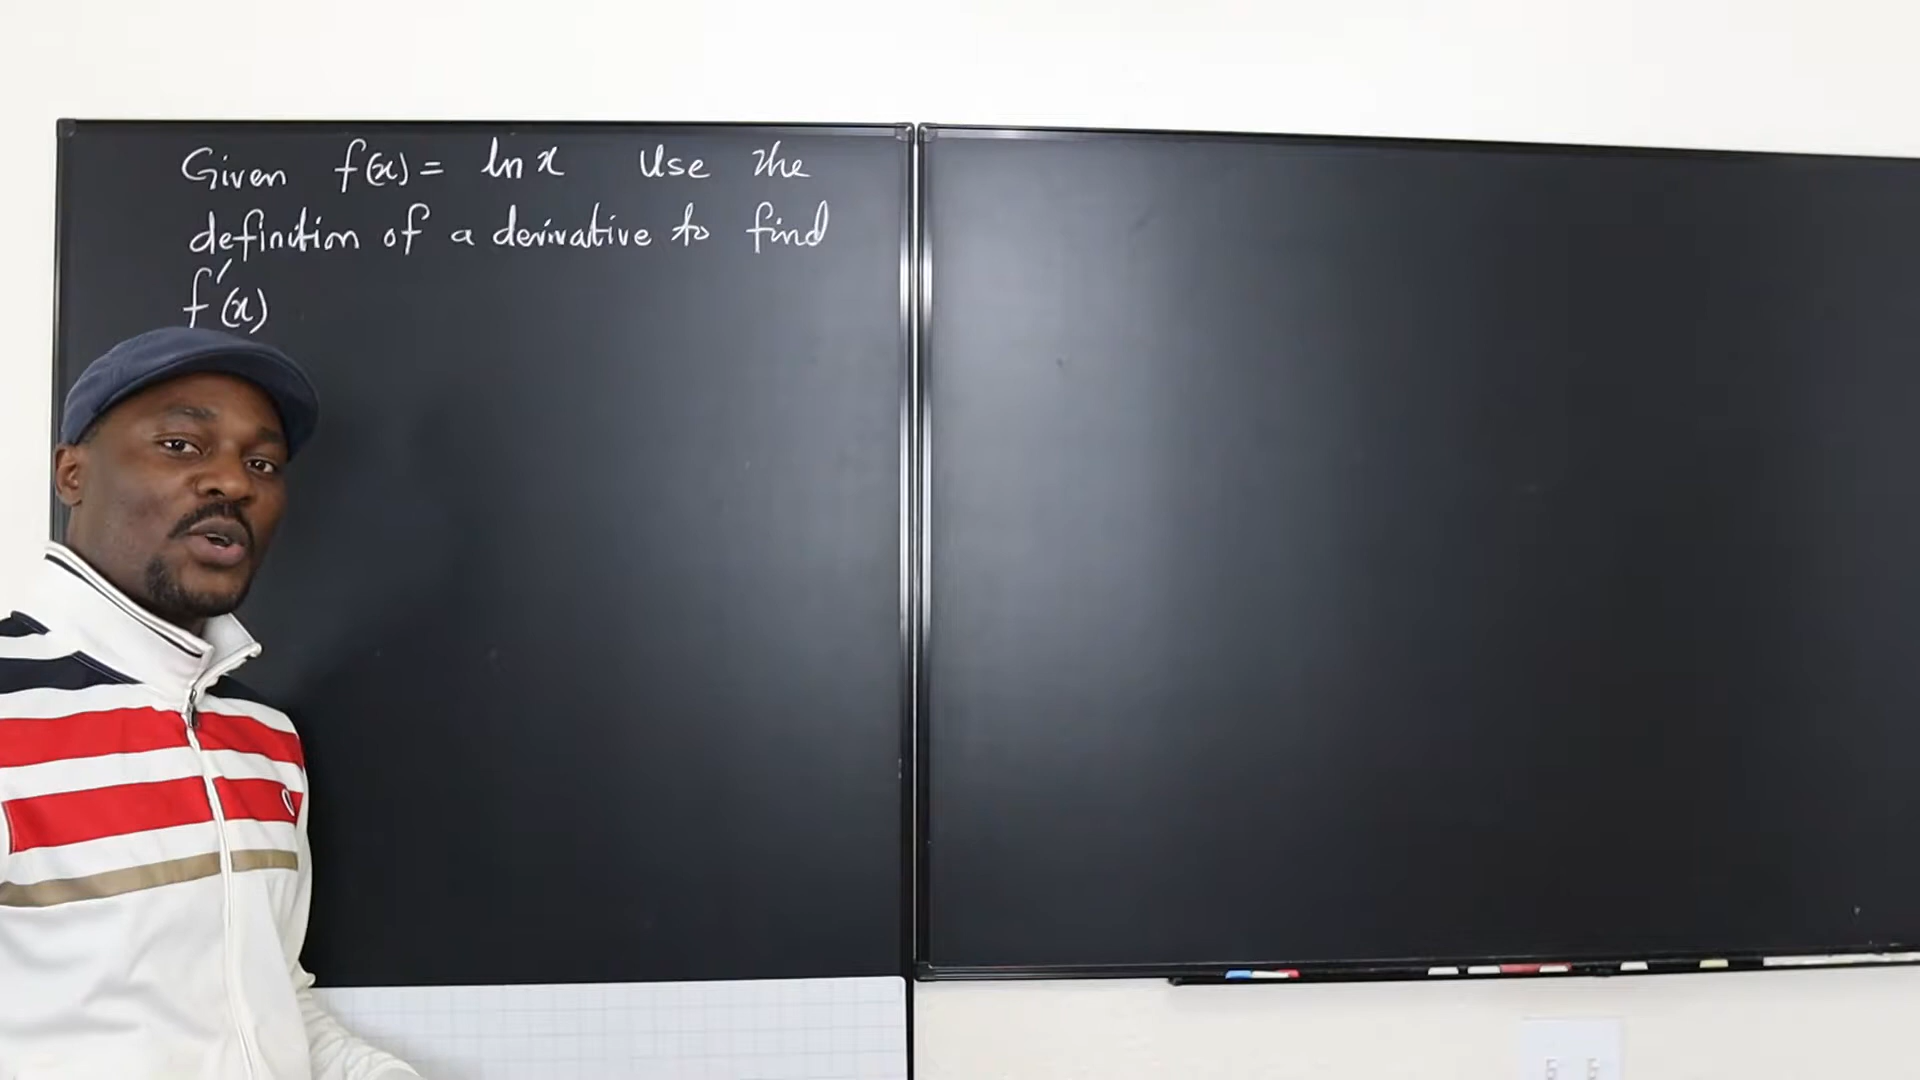 Given f(x) = ln x Use the
definition of a derivative to find
f'(x)